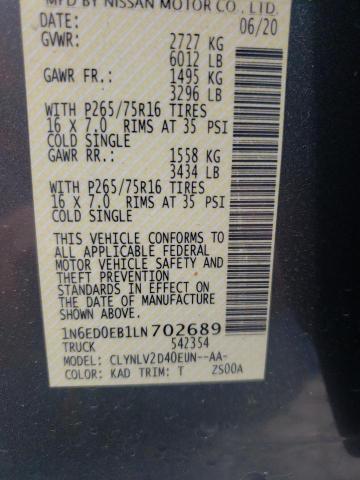 MFD BY NISSAN MOTOR CO., LTD.
DATE: 06/20
GVWR: 2727 KG
6012 LB
GAWR FR.: 1495 KG
3296 LB
WITH P265/75R16 TIRES
16 X 7.0 RIMS AT 35 PSI
COLD SINGLE
GAWR RR.: 1558 KG
3434 LB
WITH P265/75R16 TIRES
16 X 7.0 RIMS AT 35 PSI
COLD SINGLE
THIS VEHICLE CONFORMS
TO ALL APPLICABLE FEDERAL
MOTOR VEHICLE SAFETY
AND THEFT PREVENTION
STANDARDS IN EFFECT ON
THE DATE OF MANUFACTURE
SHOWN ABOVE.
1N6ED0EB1LN702689
TRUCK 542354
CLYNLV2D40EUN--AA-
COLOR: KAD TRIM: T ZS00A